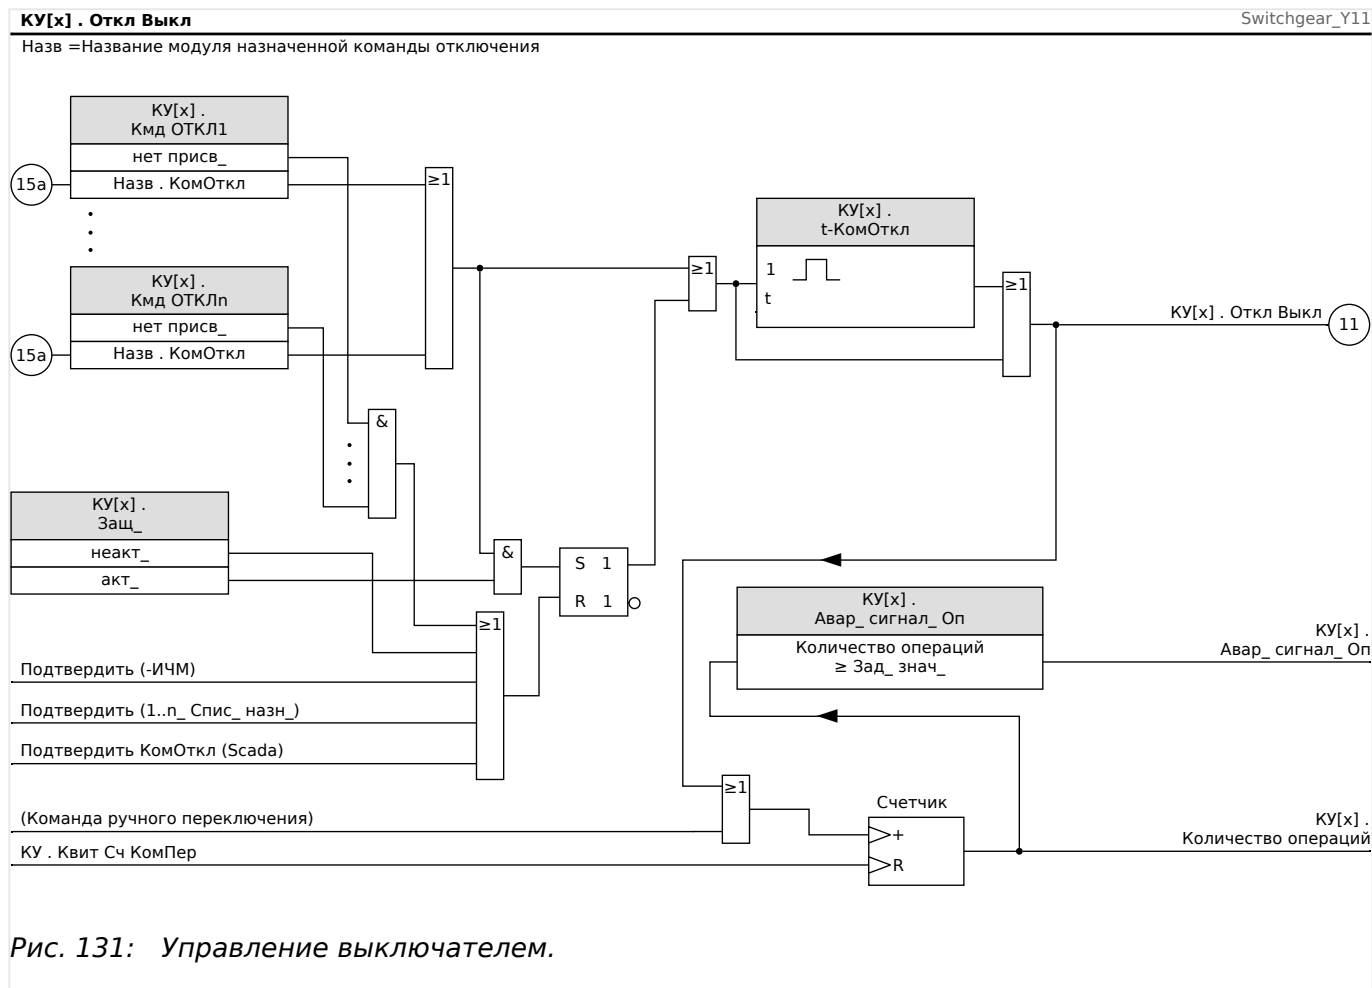 КУ[x] . Откл Выкл
Switchgear_Y11
Назв =Название модуля назначенной команды отключения
КУ[x] .
Кмд ОТКЛ1
нет присв_
15a
Назв . КомОткл
КУ[x] .
Кмд ОТКЛn
нет присв_
15a
Назв . КомОткл
≥1
≥1
КУ[x] .
t-КомОткл
1
t
≥1
КУ[x] . Откл Выкл
11
&
КУ[x] .
Защ_
неакт_
акт_
&
S 1
R 1
≥1
Подтвердить (-ИЧМ)
Подтвердить (1..n_ Спис_ назн_)
Подтвердить КомОткл (Scada)
КУ[x] .
Авар_ сигнал_ Оп
Количество операций
≥ Зад_ знач_
КУ[x] .
Авар_ сигнал_ Оп
≥1
(Команда ручного переключения)
КУ . Квит Сч КомПер
Счетчик
+
R
КУ[x] .
Количество операций
Рис. 131: Управление выключателем.